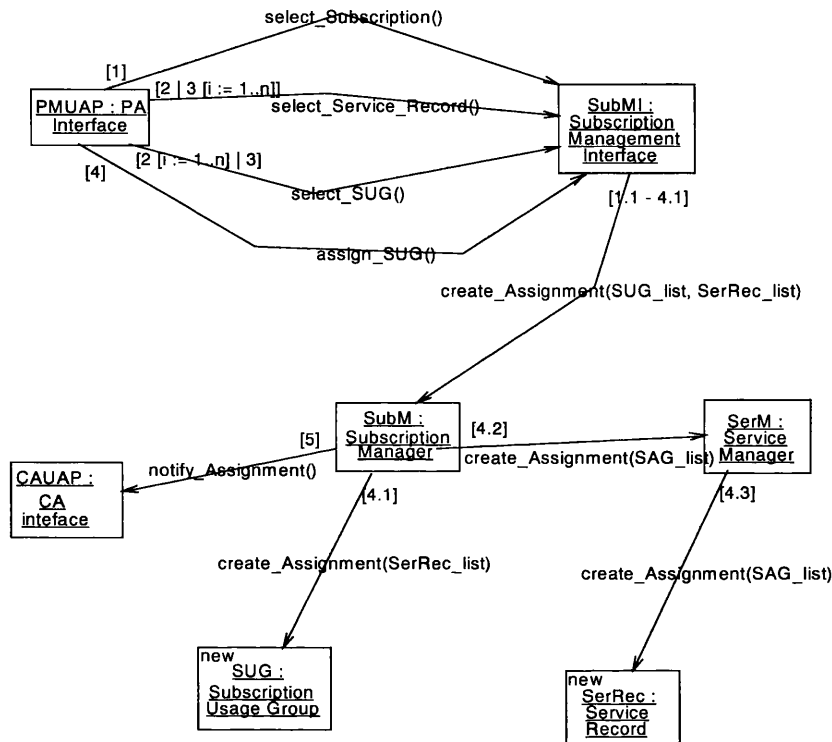 select_Subscription()
[1]
[2 | 3 [i := 1..n]]
PMUAP : PA
Interface
select_Service_Record()
SubMI :
Subscription
Management
Interface
[2 [i := 1..n} | 3]
[4]
select_SUG()
[1.1 - 4.1]
assign_SUG()
create_Assignment(SUG_list, SerRec_list)
SubM :
Subscription
Manager
[5]
[4.2]
SerM :
Service
Manager
notify_Assignment()
create_Assignment(SAG_list)
CAUAP :
CA
inteface
[4.1]
[4.3]
create_Assignment(SerRec_list)
create_Assignment(SAG_list)
new
SUG :
Subscription
Usage Group
new
SerRec :
Service
Record